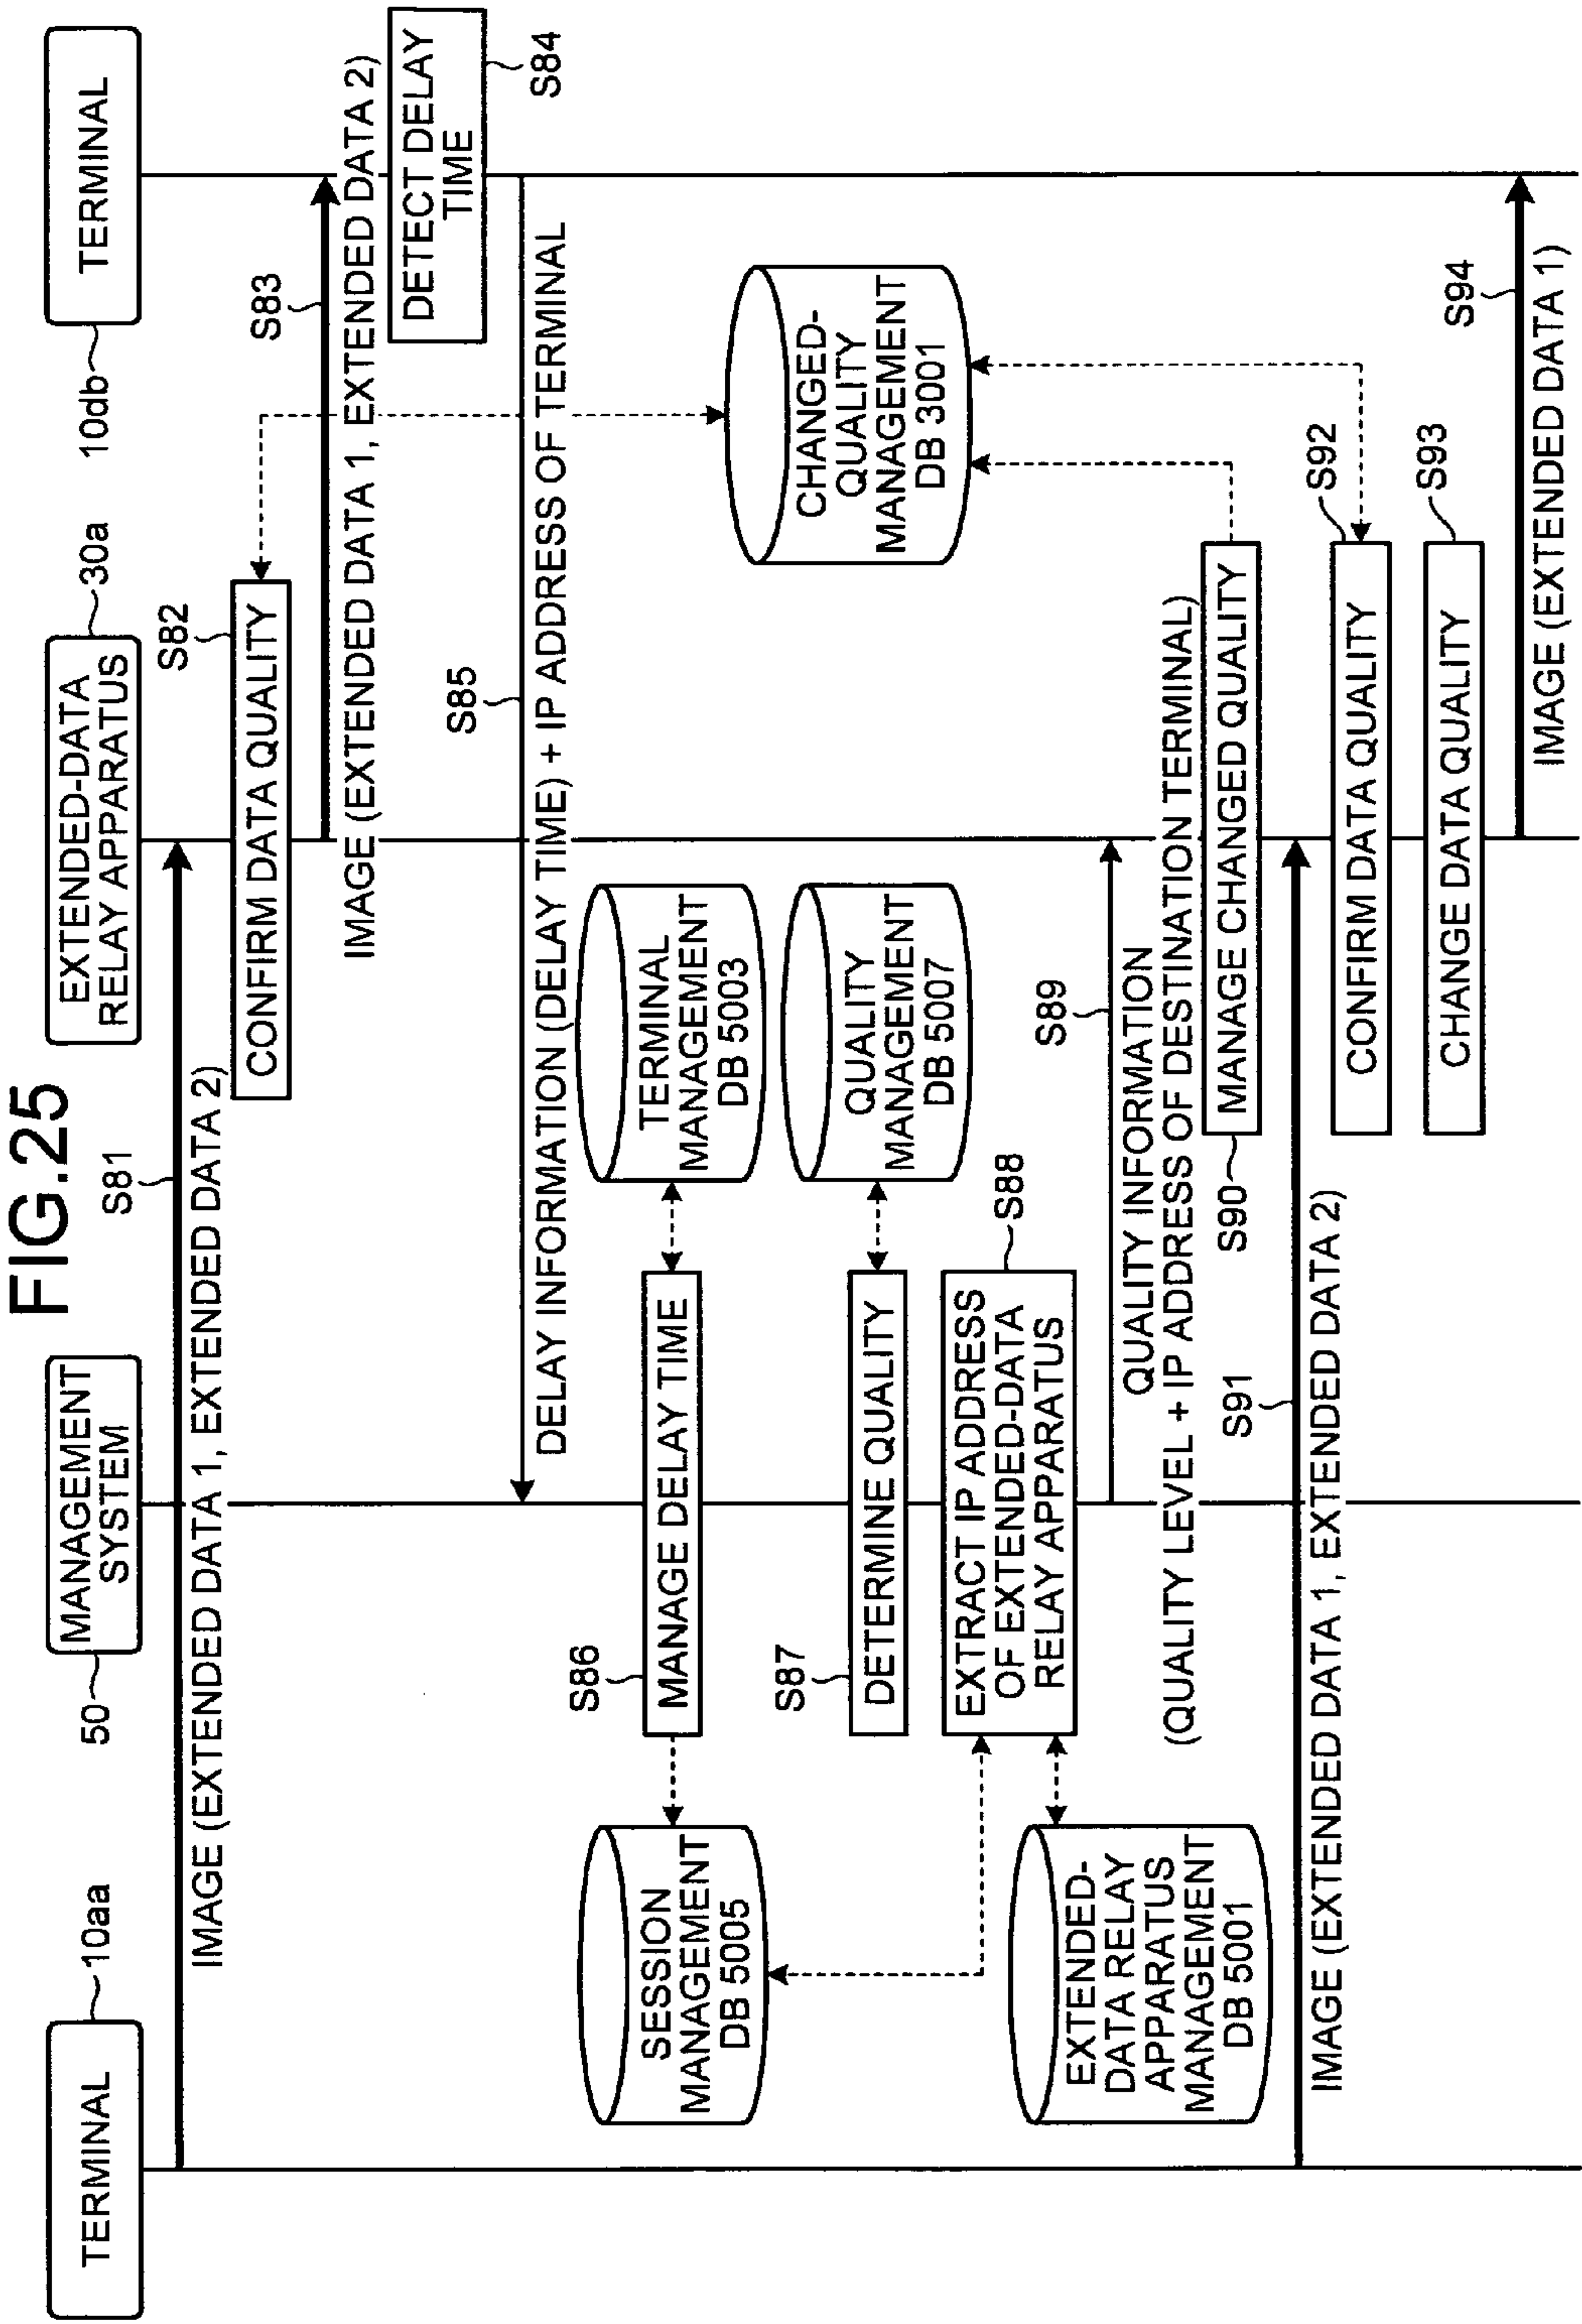 FIG.25
TERMINAL
10aa
MANAGEMENT
SYSTEM
50
EXTENDED-DATA
RELAY APPARATUS
30a
TERMINAL
10db
S81
IMAGE (EXTENDED DATA 1, EXTENDED DATA 2)
S82
CONFIRM DATA QUALITY
S83
IMAGE (EXTENDED DATA 1, EXTENDED DATA 2)
DETECT DELAY
TIME
S84
S85
DELAY INFORMATION (DELAY TIME) + IP ADDRESS OF TERMINAL
SESSION
MANAGEMENT
DB 5005
S86
MANAGE DELAY TIME
TERMINAL
MANAGEMENT
DB 5003
CHANGED-
QUALITY
MANAGEMENT
DB 3001
S87
DETERMINE QUALITY
QUALITY
MANAGEMENT
DB 5007
EXTRACT IP ADDRESS
OF EXTENDED-DATA
RELAY APPARATUS
S88
EXTENDED-
DATA RELAY
APPARATUS
MANAGEMENT
DB 5001
S89
QUALITY INFORMATION
(QUALITY LEVEL + IP ADDRESS OF DESTINATION TERMINAL)
S90
MANAGE CHANGED QUALITY
S91
IMAGE (EXTENDED DATA 1, EXTENDED DATA 2)
CONFIRM DATA QUALITY
S92
CHANGE DATA QUALITY
S93
S94
IMAGE (EXTENDED DATA 1)